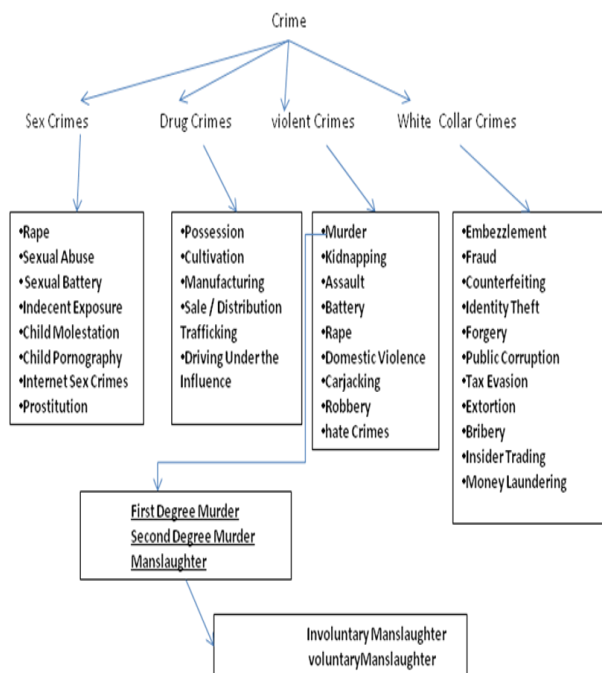 Crime
Sex Crimes
Drug Crimes
violent Crimes
White Collar Crimes
•Rape
•Sexual Abuse
•Sexual Battery
•Indecent Exposure
•Child Molestation
•Child Pornography
•Internet Sex Crimes
•Prostitution
•Possession
•Cultivation
•Manufacturing
•Sale / Distribution
Trafficking
•Driving Under the
Influence
•Murder
•Kidnapping
•Assault
•Battery
•Rape
•Domestic Violence
•Carjacking
•Robbery
•hate Crimes
•Embezzlement
•Fraud
•Counterfeiting
•Identity Theft
•Forgery
•Public Corruption
•Tax Evasion
•Extortion
•Bribery
•Insider Trading
•Money Laundering
First Degree Murder
Second Degree Murder
Manslaughter
Involuntary Manslaughter
voluntaryManslaughter